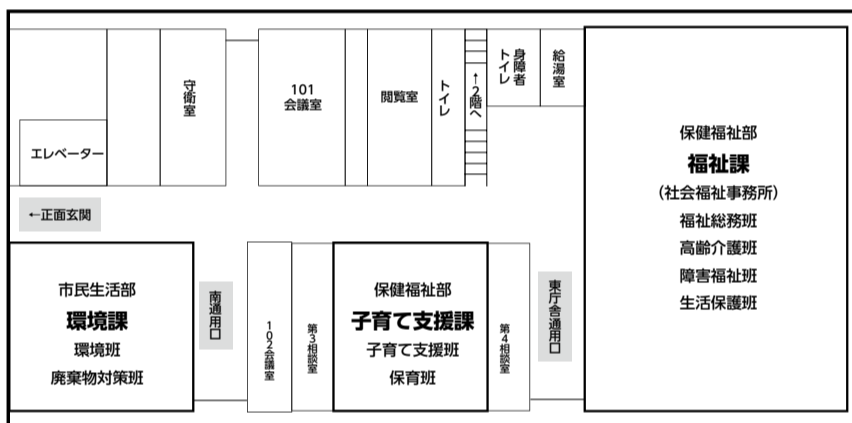 守衛室
101
会議室
閲覧室
トイレ
↑2階へ
身障者
トイレ
給湯室
エレベーター
←正面玄関
保健福祉部
福祉課
(社会福祉事務所)
福祉総務班
高齢介護班
障害福祉班
生活保護班
市民生活部
環境課
環境班
廃棄物対策班
南通用口
102会議室
第3相談室
保健福祉部
子育て支援課
子育て支援班
保育班
第4相談室
東庁舎通用口